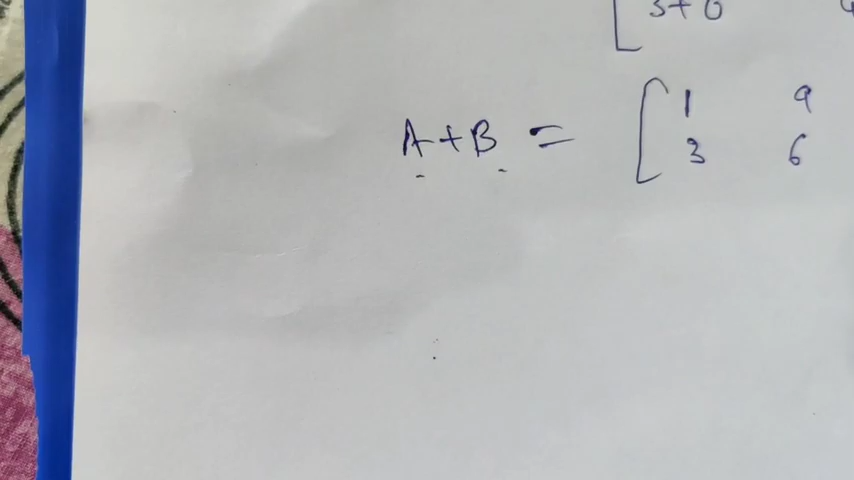 [ 3+0
A+B = [ 1 9
3 6